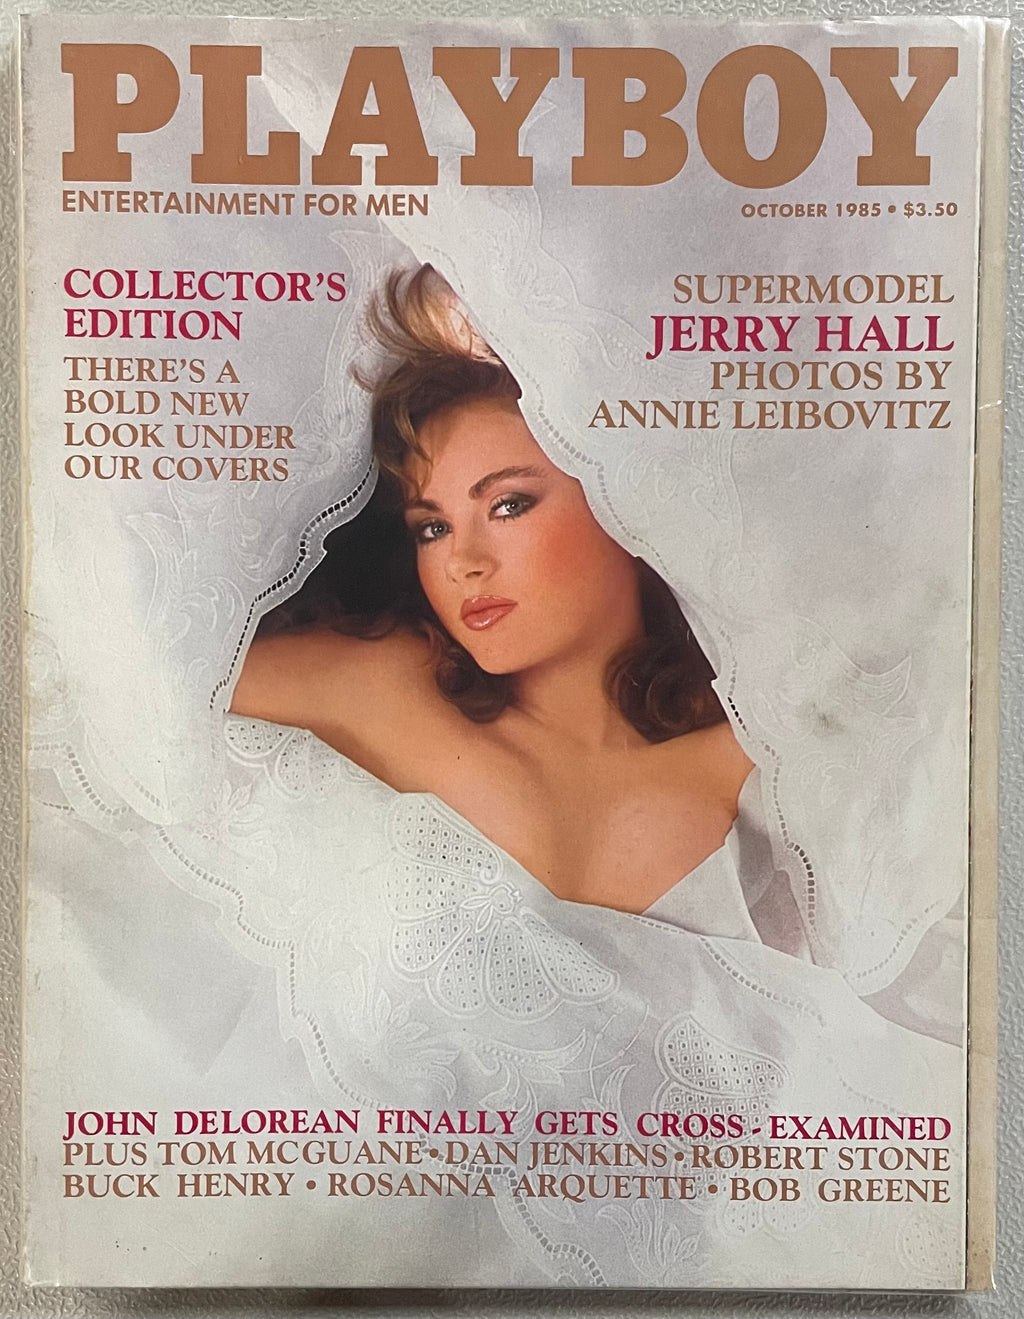 PLAYBOY
ENTERTAINMENT FOR MEN
OCTOBER 1985 • $3.50
COLLECTOR'S
EDITION
THERE'S A
BOLD NEW
LOOK UNDER
OUR COVERS
SUPERMODEL
JERRY HALL
PHOTOS BY
ANNIE LEIBOVITZ
JOHN DELOREAN FINALLY GETS CROSS-EXAMINED
PLUS TOM MCGUANE • DAN JENKINS • ROBERT STONE
BUCK HENRY • ROSANNA ARQUETTE • BOB GREENE